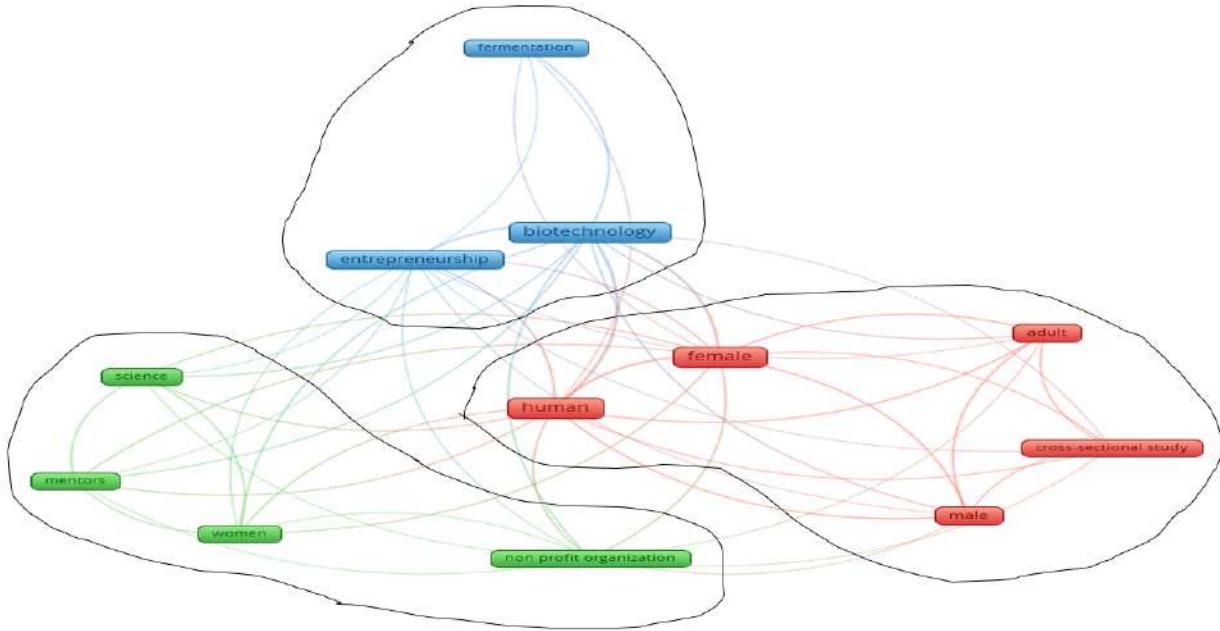 fermentation
biotechnology
entrepreneurship
adult
female
science
human
cross-sectional study
mentors
male
women
non profit organization